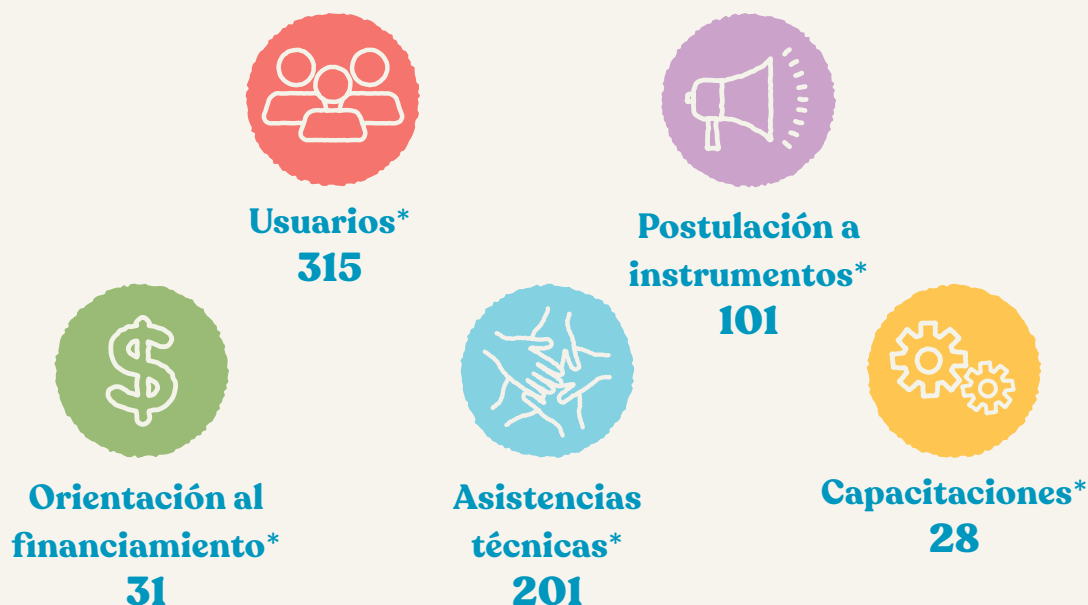 Usuarios*
315
Postulación a
instrumentos*
101
Orientación al
financiamiento*
31
Asistencias
técnicas*
201
Capacitaciones*
28